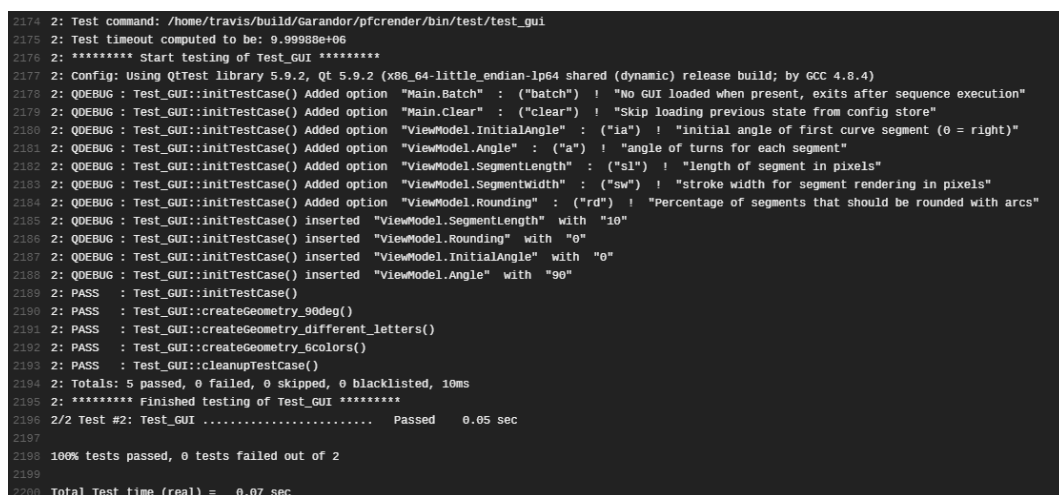 2174 2: Test command: /home/travis/build/Garandor/pfcrender/bin/test/test_gui
2175 2: Test timeout computed to be: 9.99988e+06
2176 2: ********* Start testing of Test_GUI *********
2177 2: Config: Using QtTest library 5.9.2, Qt 5.9.2 (x86_64-little_endian-lp64 shared (dynamic) release build; by GCC 4.8.4)
2178 2: QDEBUG : Test_GUI::initTestCase() Added option  "Main.Batch"  :  ("batch")  !  "No GUI loaded when present, exits after sequence execution"
2179 2: QDEBUG : Test_GUI::initTestCase() Added option  "Main.Clear"  :  ("clear")  !  "Skip loading previous state from config store"
2180 2: QDEBUG : Test_GUI::initTestCase() Added option  "ViewModel.InitialAngle"  :  ("ia")  !  "initial angle of first curve segment (0 = right)"
2181 2: QDEBUG : Test_GUI::initTestCase() Added option  "ViewModel.Angle"  :  ("a")  !  "angle of turns for each segment"
2182 2: QDEBUG : Test_GUI::initTestCase() Added option  "ViewModel.SegmentLength"  :  ("sl")  !  "length of segment in pixels"
2183 2: QDEBUG : Test_GUI::initTestCase() Added option  "ViewModel.SegmentWidth"  :  ("sw")  !  "stroke width for segment rendering in pixels"
2184 2: QDEBUG : Test_GUI::initTestCase() Added option  "ViewModel.Rounding"  :  ("rd")  !  "Percentage of segments that should be rounded with arcs"
2185 2: QDEBUG : Test_GUI::initTestCase() inserted  "ViewModel.SegmentLength"  with  "10"
2186 2: QDEBUG : Test_GUI::initTestCase() inserted  "ViewModel.Rounding"  with  "0"
2187 2: QDEBUG : Test_GUI::initTestCase() inserted  "ViewModel.InitialAngle"  with  "0"
2188 2: QDEBUG : Test_GUI::initTestCase() inserted  "ViewModel.Angle"  with  "90"
2189 2: PASS   : Test_GUI::initTestCase()
2190 2: PASS   : Test_GUI::createGeometry_90deg()
2191 2: PASS   : Test_GUI::createGeometry_different_letters()
2192 2: PASS   : Test_GUI::createGeometry_6colors()
2193 2: PASS   : Test_GUI::cleanupTestCase()
2194 2: Totals: 5 passed, 0 failed, 0 skipped, 0 blacklisted, 10ms
2195 2: ********* Finished testing of Test_GUI *********
2196 2/2 Test #2: Test_GUI .........................   Passed    0.05 sec
2197
2198 100% tests passed, 0 tests failed out of 2
2199
2200 Total Test time (real) =   0.07 sec